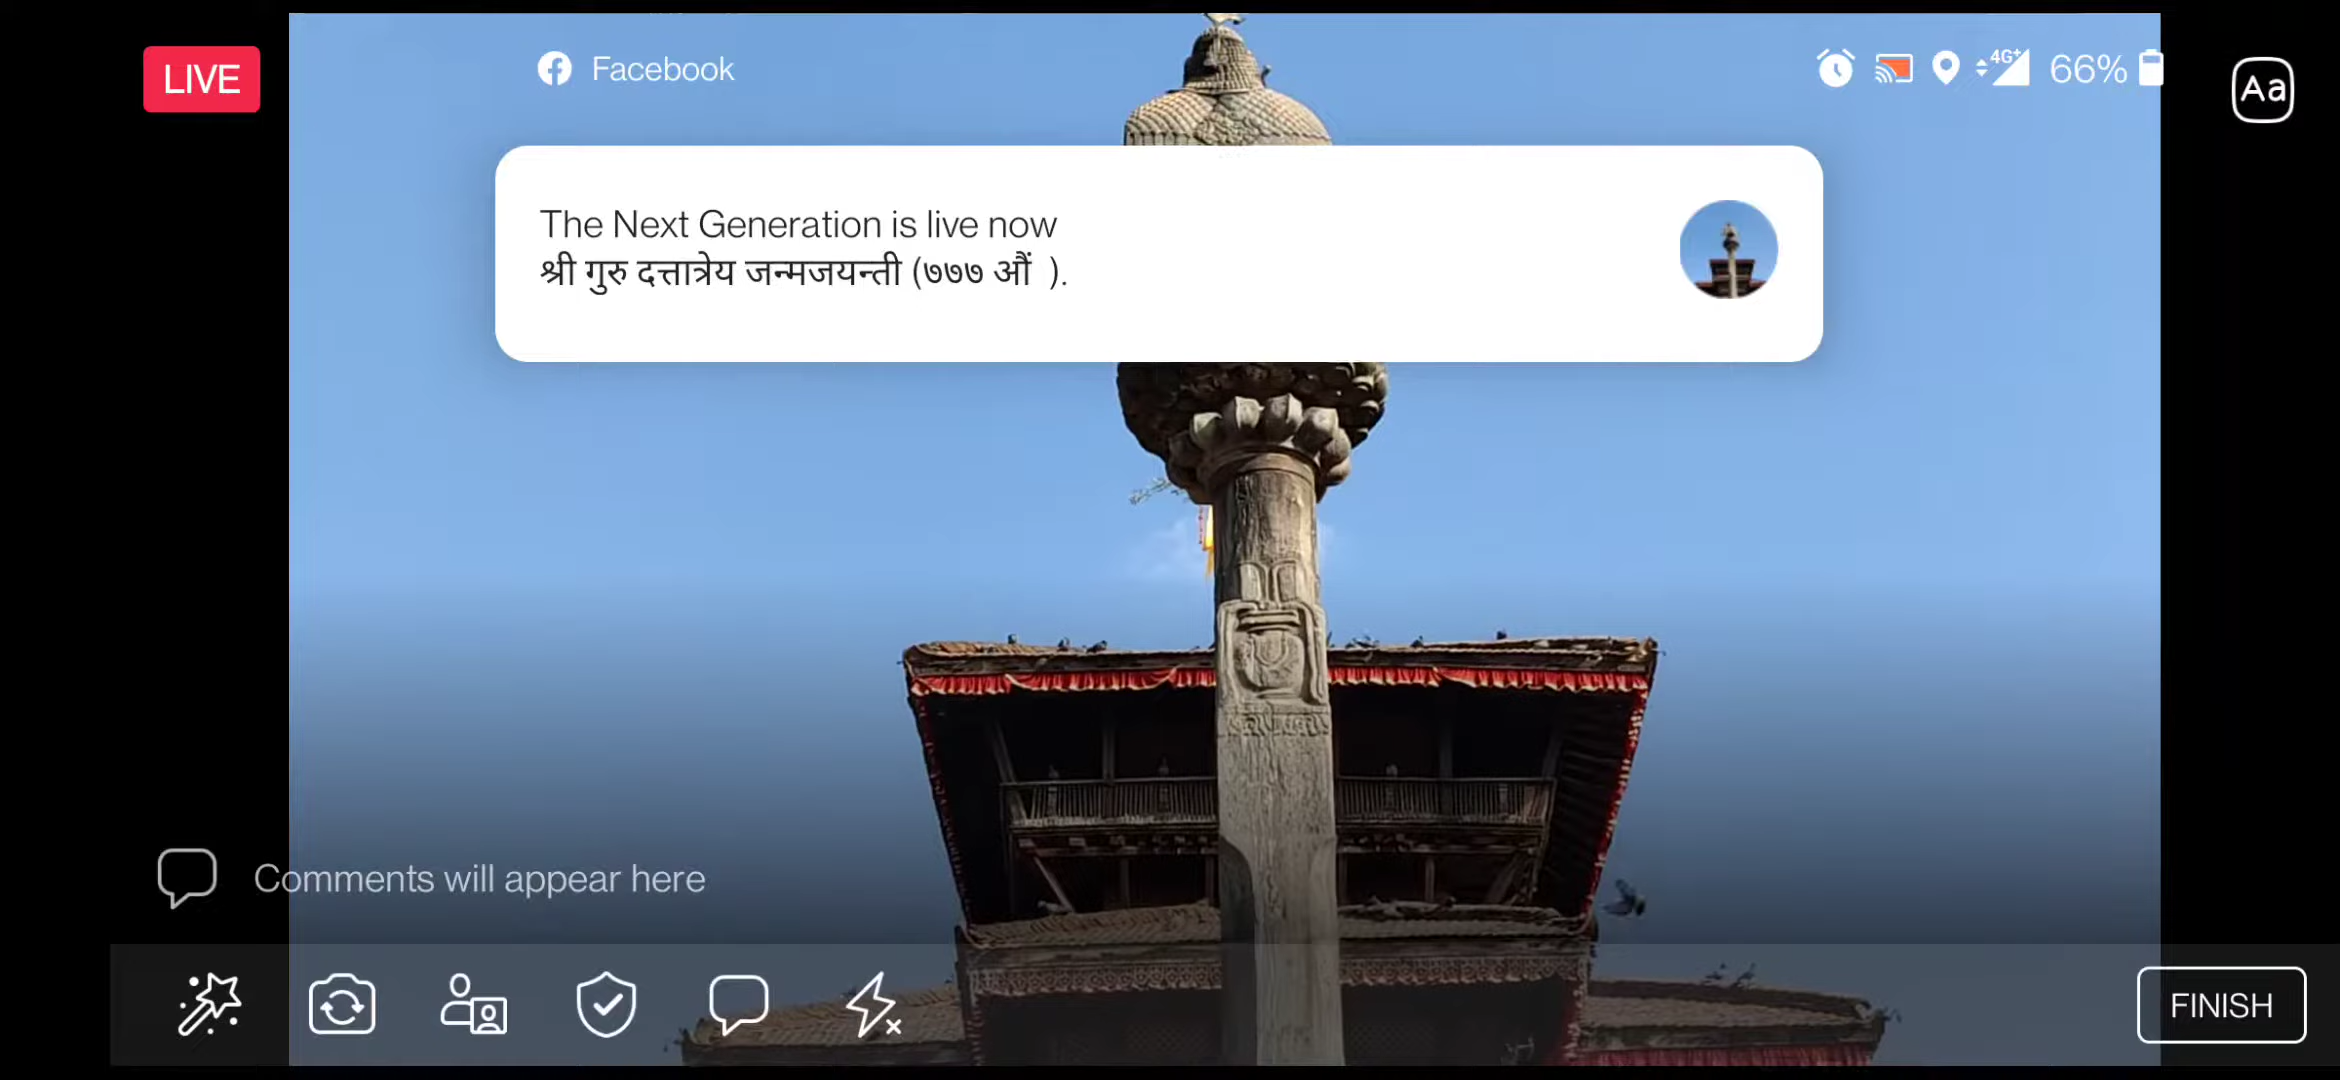 LIVE
Facebook
4G+ 66%
Aa
The Next Generation is live now
श्री गुरु दत्तात्रेय जन्मजयन्ती (७७७ औं ).
Comments will appear here
FINISH